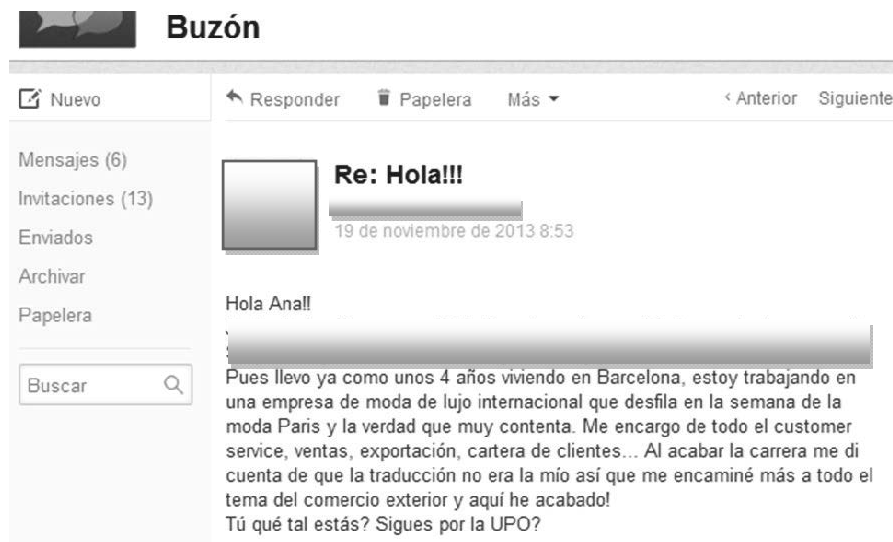 Buzón
Nuevo
Responder Papelera Más < Anterior Siguiente
Mensajes (6)
Invitaciones (13)
Enviados
Archivar
Papelera
Buscar
Re: Hola!!!
19 de noviembre de 2013 8:53
Hola Ana!!
Pues llevo ya como unos 4 años viviendo en Barcelona, estoy trabajando en
una empresa de moda de lujo internacional que desfila en la semana de la
moda Paris y la verdad que muy contenta. Me encargo de todo el customer
service, ventas, exportación, cartera de clientes... Al acabar la carrera me di
cuenta de que la traducción no era la mío así que me encaminé más a todo el
tema del comercio exterior y aquí he acabado!
Tú qué tal estás? Sigues por la UPO?